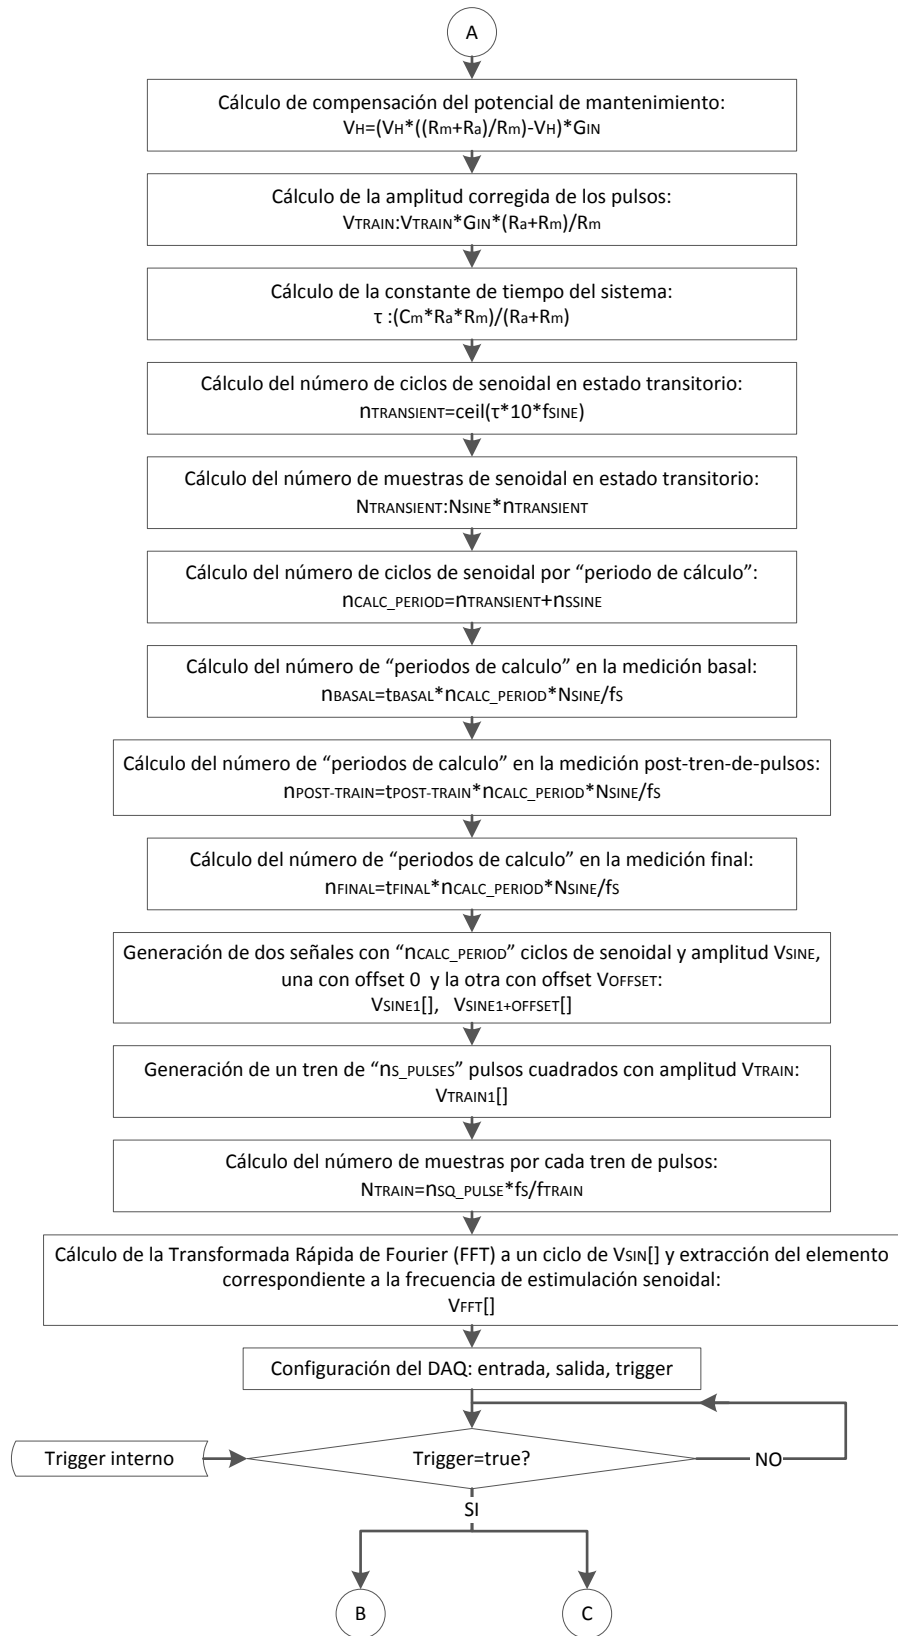 A
Cálculo de compensación del potencial de mantenimiento:
VH=(VH*((Rm+Ra)/Rm)-VH)*GIN
Cálculo de la amplitud corregida de los pulsos:
VTRAIN:VTRAIN*GIN*(Ra+Rm)/Rm
Cálculo de la constante de tiempo del sistema:
τ :(Cm*Ra*Rm)/(Ra+Rm)
Cálculo del número de ciclos de senoidal en estado transitorio:
nTRANSIENT=ceil(τ*10*fSINE)
Cálculo del número de muestras de senoidal en estado transitorio:
NTRANSIENT:NSINE*nTRANSIENT
Cálculo del número de ciclos de senoidal por “periodo de cálculo”:
nCALC_PERIOD=nTRANSIENT+nSSINE
Cálculo del número de “periodos de calculo” en la medición basal:
nBASAL=tBASAL*nCALC_PERIOD*NSINE/fS
Cálculo del número de “periodos de calculo” en la medición post-tren-de-pulsos:
nPOST-TRAIN=tPOST-TRAIN*nCALC_PERIOD*NSINE/fS
Cálculo del número de “periodos de calculo” en la medición final:
nFINAL=tFINAL*nCALC_PERIOD*NSINE/fS
Generación de dos señales con “nCALC_PERIOD” ciclos de senoidal y amplitud VSINE,
una con offset 0 y la otra con offset VOFFSET:
VSINE1[], VSINE1+OFFSET[]
Generación de un tren de “nS_PULSES” pulsos cuadrados con amplitud VTRAIN:
VTRAIN1[]
Cálculo del número de muestras por cada tren de pulsos:
NTRAIN=nSQ_PULSE*fS/fTRAIN
Cálculo de la Transformada Rápida de Fourier (FFT) a un ciclo de VSIN[] y extracción del elemento
correspondiente a la frecuencia de estimulación senoidal:
VFFT[]
Configuración del DAQ: entrada, salida, trigger
Trigger interno
Trigger=true?
NO
SI
B
C